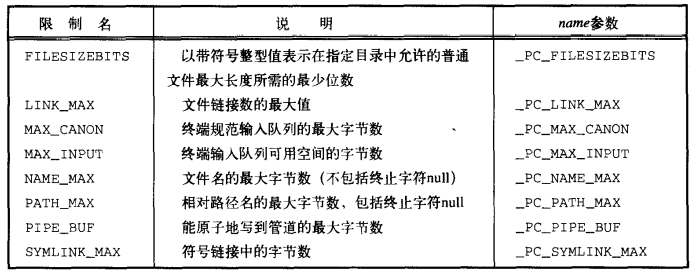 限 制 名 说 明 name参数
FILESIZEBITS 以带符号整型值表示在指定目录中允许的普通 _PC_FILESIZEBITS
文件最大长度所需的最少位数
LINK_MAX 文件链接数的最大值 _PC_LINK_MAX
MAX_CANON 终端规范输入队列的最大字节数 _PC_MAX_CANON
MAX_INPUT 终端输入队列可用空间的字节数 _PC_MAX_INPUT
NAME_MAX 文件名的最大字节数（不包括终止字符null） _PC_NAME_MAX
PATH_MAX 相对路径名的最大字节数，包括终止字符null _PC_PATH_MAX
PIPE_BUF 能原子地写到管道的最大字节数 _PC_PIPE_BUF
SYMLINK_MAX 符号链接中的字节数 _PC_SYMLINK_MAX